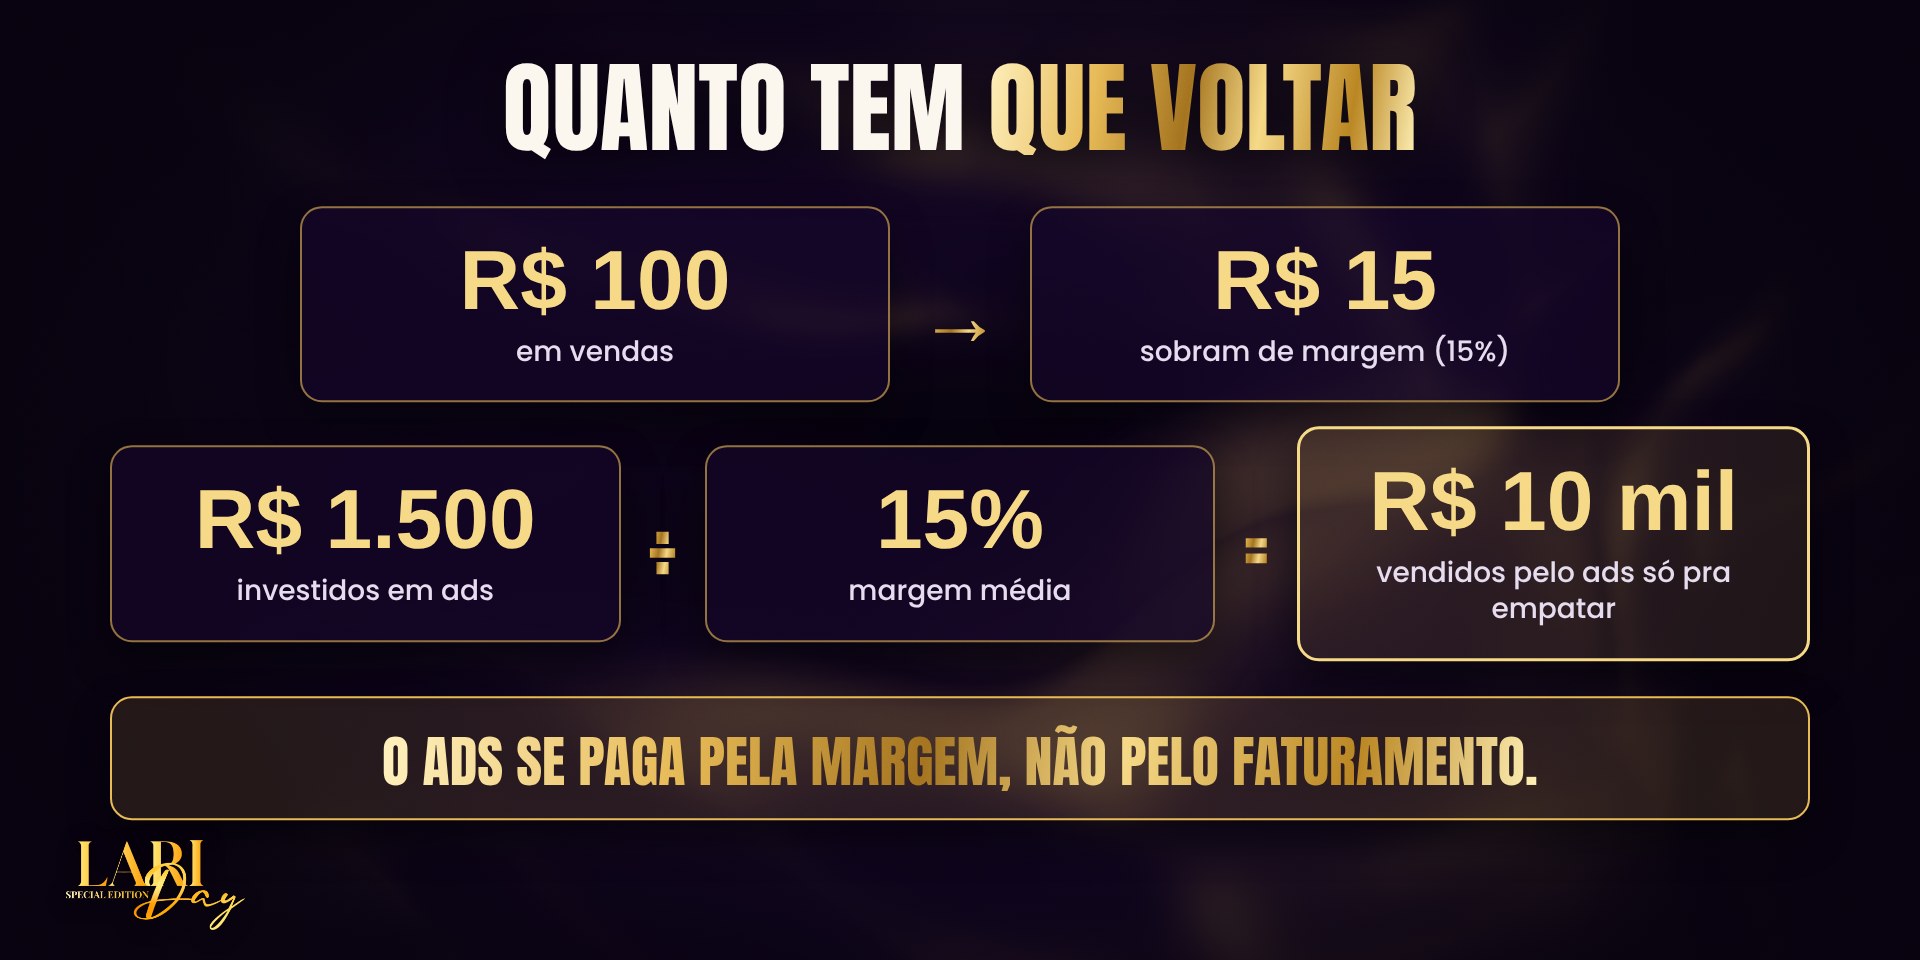 QUANTO TEM QUE VOLTAR
R$ 100
em vendas
→
R$ 15
sobram de margem (15%)
R$ 1.500
investidos em ads
÷
15%
margem média
=
R$ 10 mil
vendidos pelo ads só pra
empatar
O ADS SE PAGA PELA MARGEM, NÃO PELO FATURAMENTO.
LABI
SPECIAL EDITION
Day